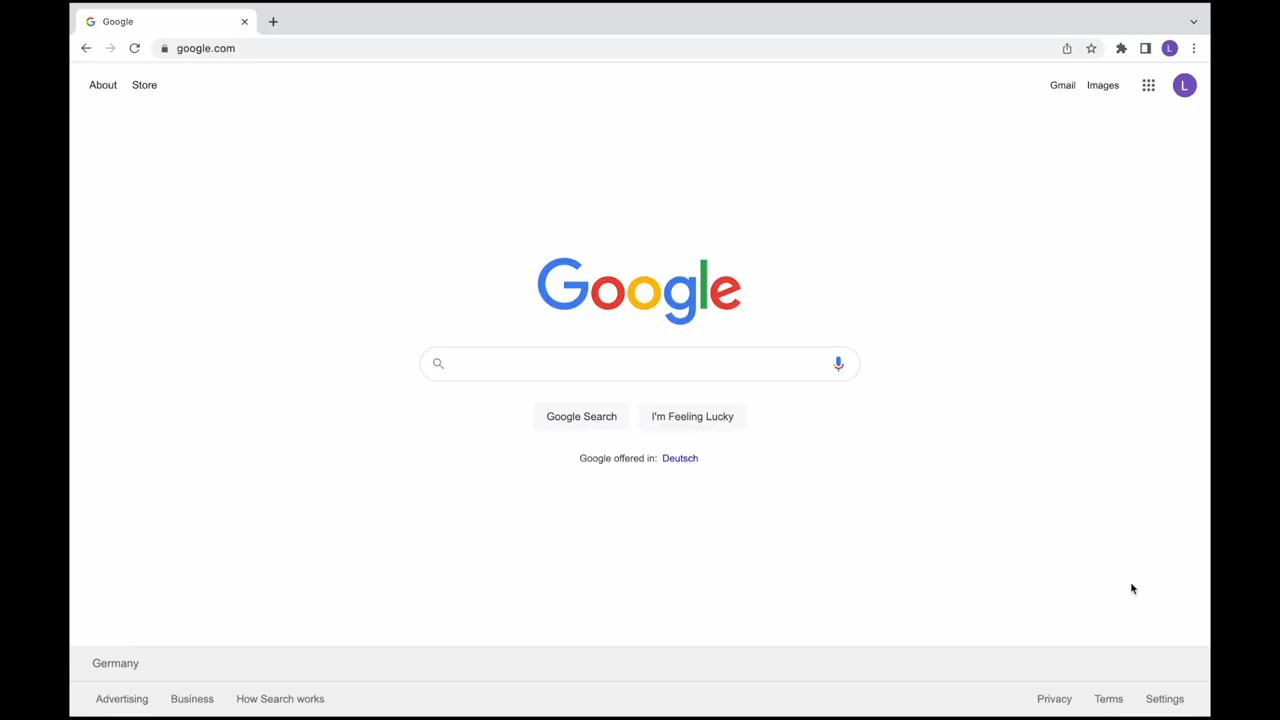 Google
google.com
L
About Store
Gmail Images
L
Google
Google Search I'm Feeling Lucky
Google offered in: Deutsch
Germany
Advertising Business How Search works
Privacy Terms Settings